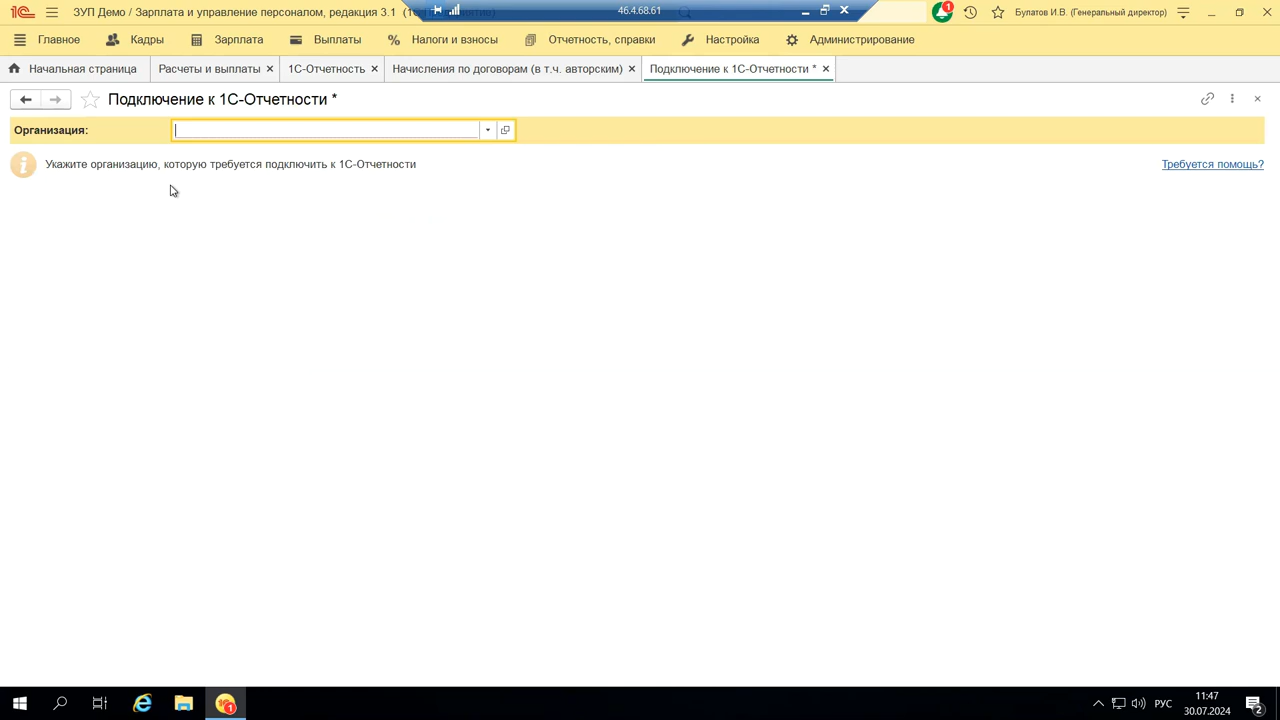 ЗУП Демо / Зарплата и управление персоналом, редакция 3.1 (1С:
46.4.68.61
1
Булатов И.В. (Генеральный директор)
Главное
Кадры
Зарплата
Выплаты
Налоги и взносы
Отчетность, справки
Настройка
Администрирование
Начальная страница
Расчеты и выплаты
1С-Отчетность
Начисления по договорам (в т.ч. авторским)
Подключение к 1С-Отчетности *
Подключение к 1С-Отчетности *
Организация:
Укажите организацию, которую требуется подключить к 1С-Отчетности
Требуется помощь?
1
РУС
11:47
30.07.2024
2